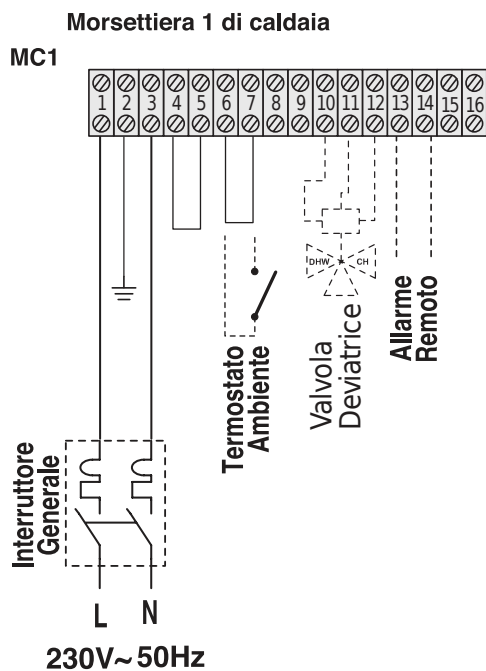 Morsettiera 1 di caldaia
MC1
1 2 3 4 5 6 7 8 9 10 11 12 13 14 15 16
DHW CH
Termostato
Ambiente
Valvola
Deviatrice
Allarme
Remoto
Interruttore
Generale
L N
230V~ 50Hz